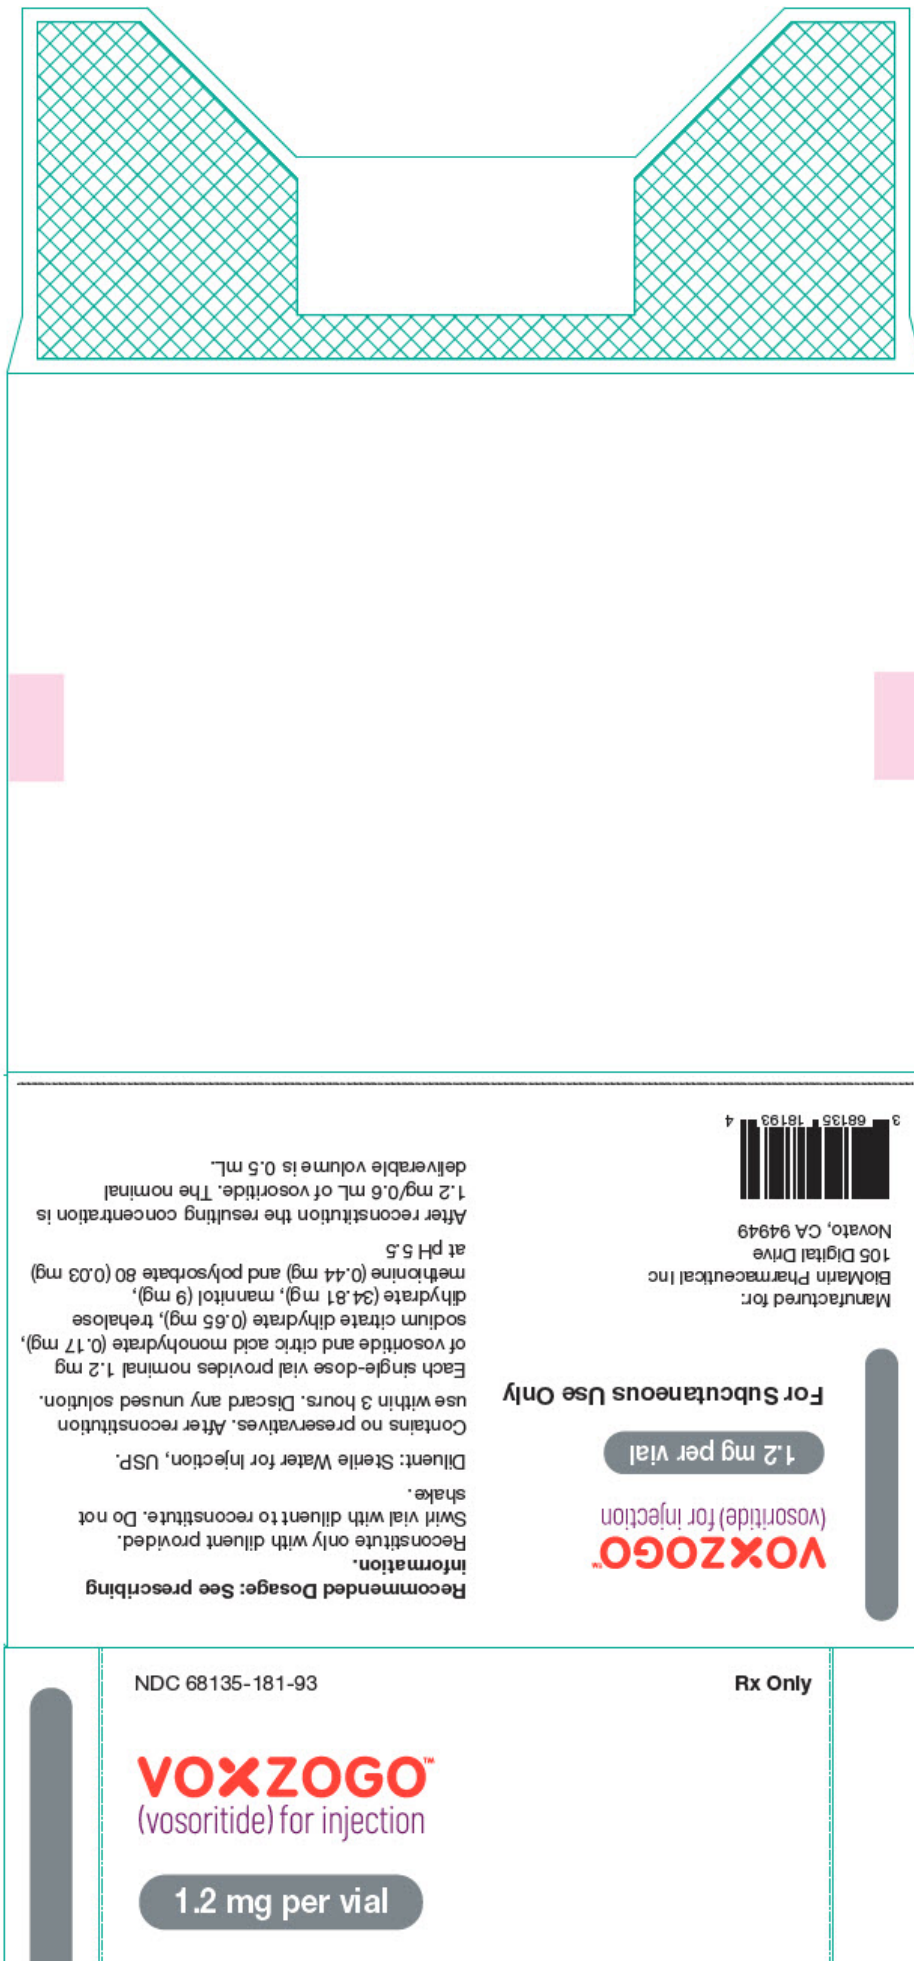 Recommended Dosage: See prescribing
information.
Reconstitute only with diluent provided.
Swirl vial with diluent to reconstitute. Do not
shake.
Diluent: Sterile Water for Injection, USP.
Contains no preservatives. After reconstitution
use within 3 hours. Discard any unused solution.
Each single-dose vial provides nominal 1.2 mg
of vosoritide and citric acid monohydrate (0.17 mg),
sodium citrate dihydrate (0.65 mg), trehalose
dihydrate (34.81 mg), mannitol (9 mg),
methionine (0.44 mg) and polysorbate 80 (0.03 mg)
at pH 5.5
After reconstitution the resulting concentration is
1.2 mg/0.6 mL of vosoritide. The nominal
deliverable volume is 0.5 mL.
VOXZOGO™
(vosoritide) for injection
1.2 mg per vial
For Subcutaneous Use Only
Manufactured for:
BioMarin Pharmaceutical Inc
105 Digital Drive
Novato, CA 94949
3 68135 18193 4
NDC 68135-181-93
Rx Only
VOXZOGO™
(vosoritide) for injection
1.2 mg per vial